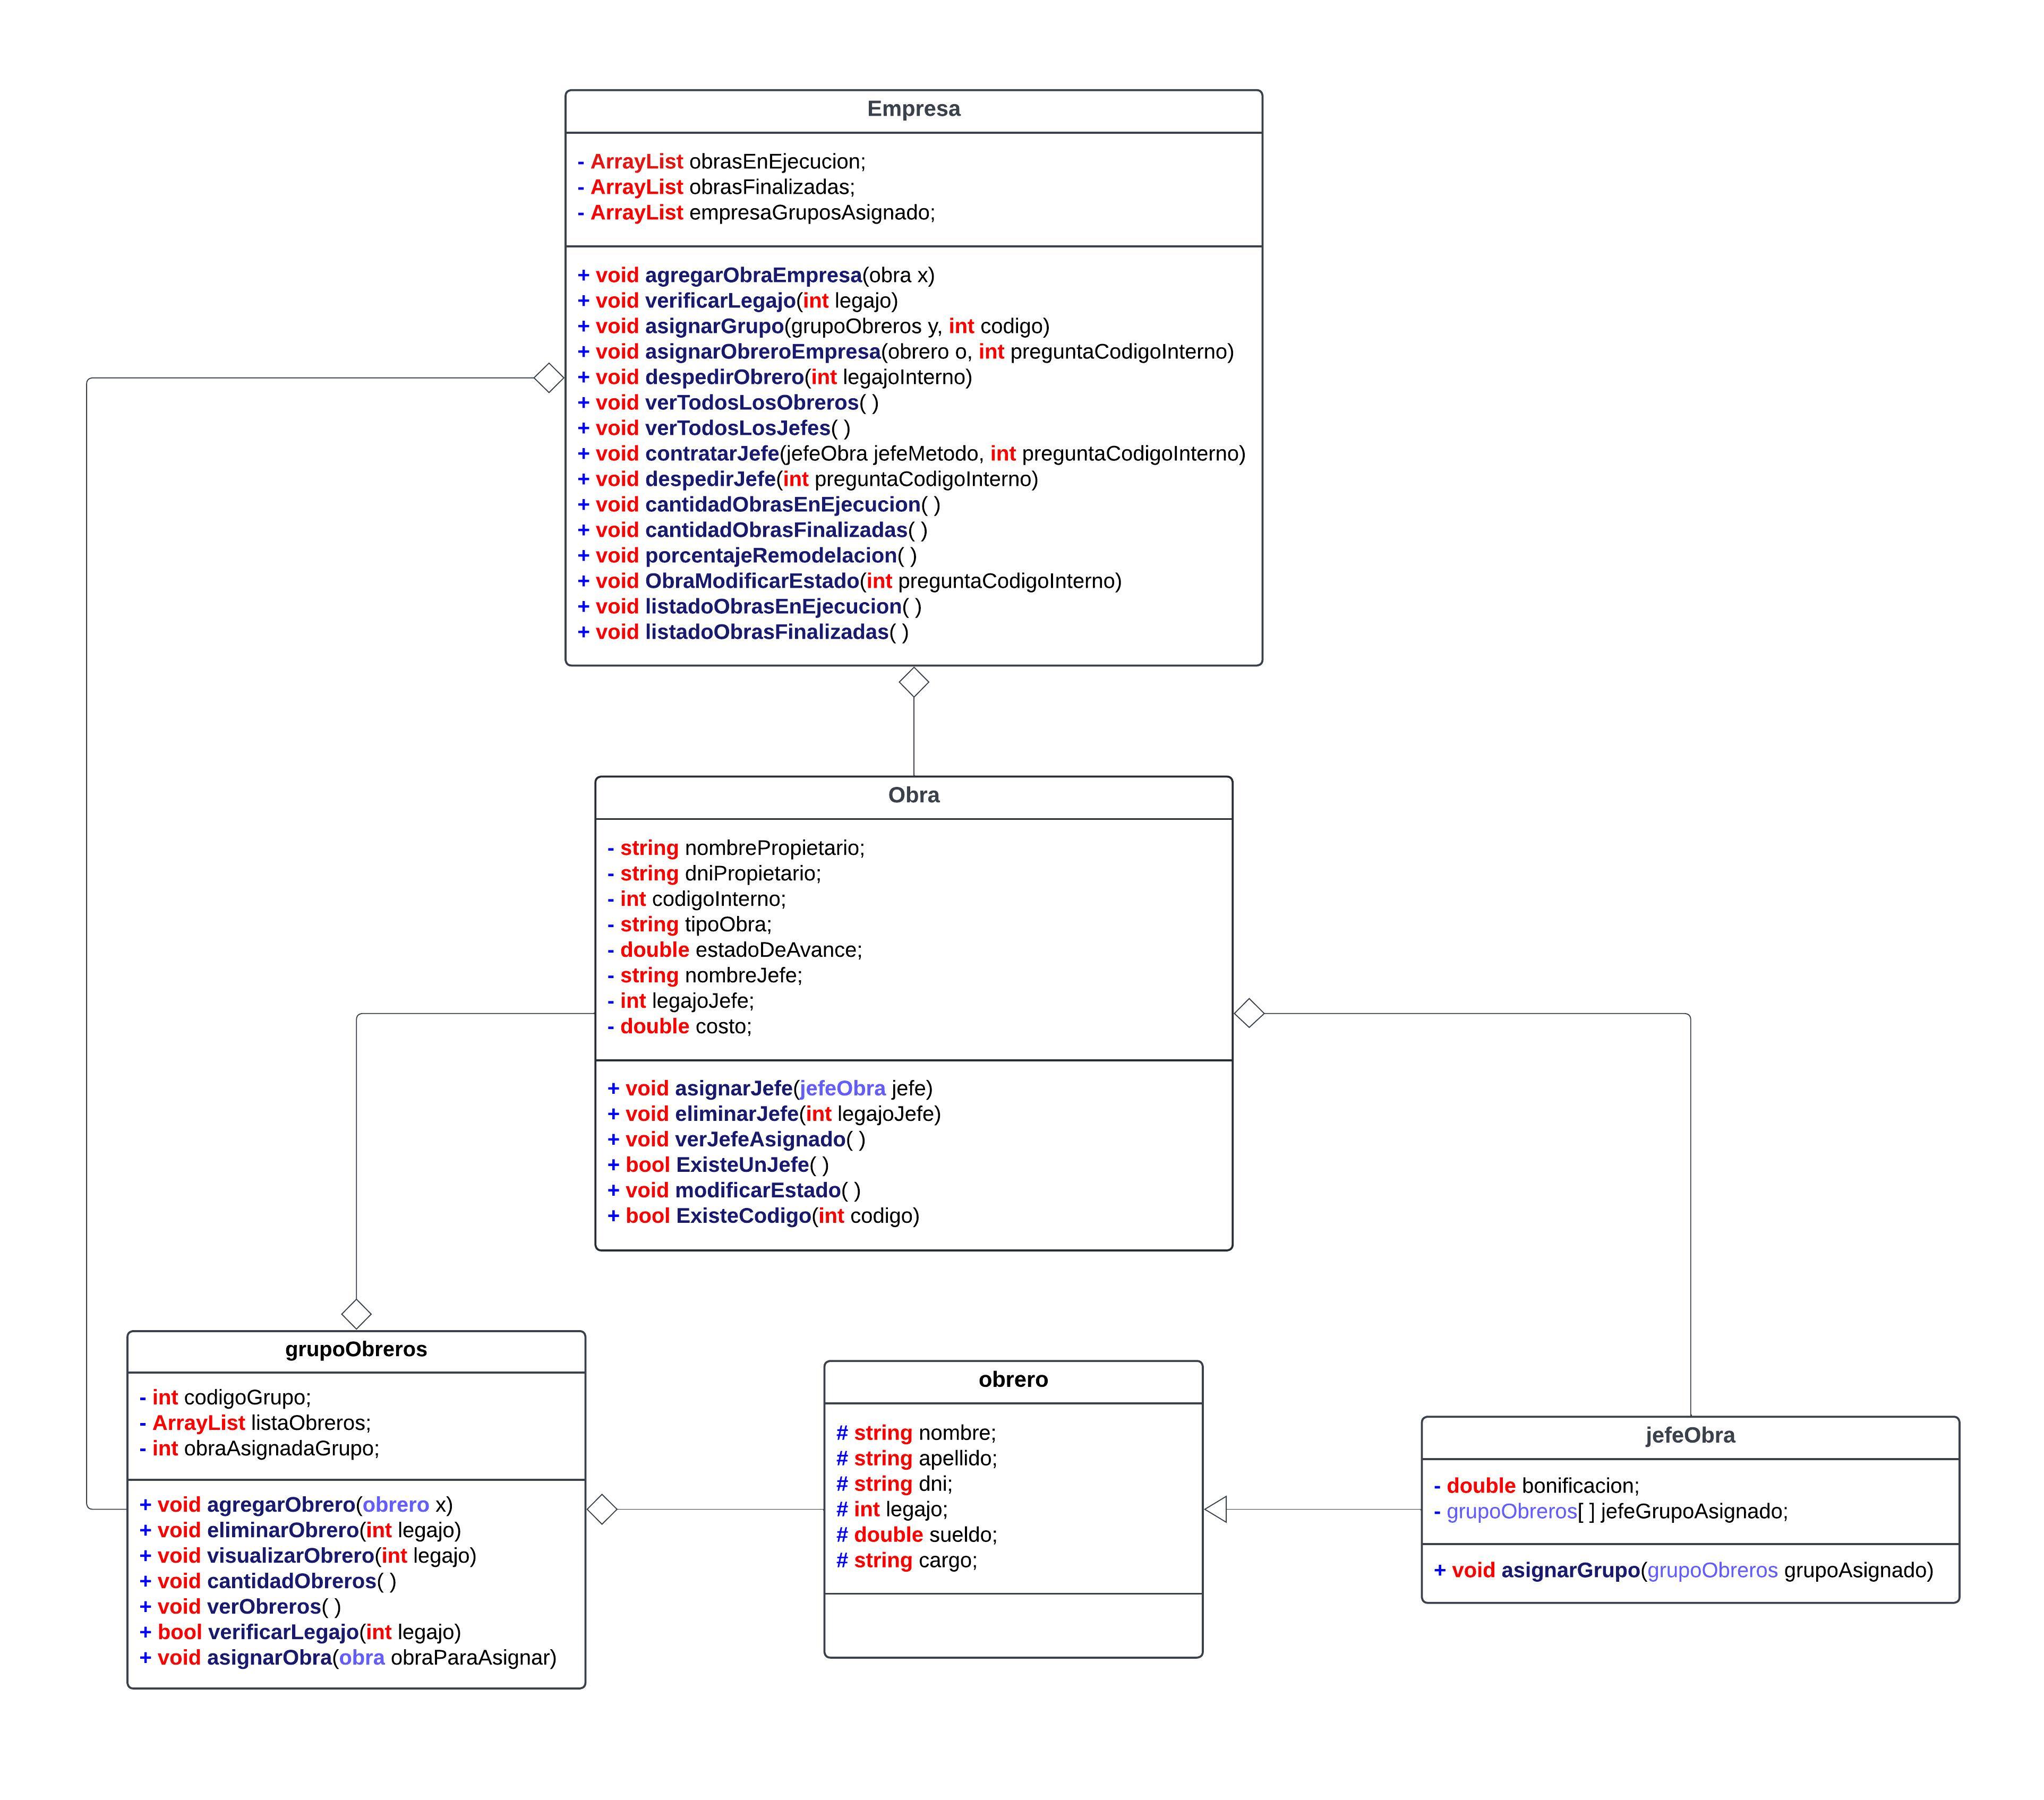 Empresa
- ArrayList obrasEnEjecucion;
- ArrayList obrasFinalizadas;
- ArrayList empresaGruposAsignado;
+ void agregarObraEmpresa(obra x)
+ void verificarLegajo(int legajo)
+ void asignarGrupo(grupoObreros y, int codigo)
+ void asignarObreroEmpresa(obrero o, int preguntaCodigoInterno)
+ void despedirObrero(int legajoInterno)
+ void verTodosLosObreros( )
+ void verTodosLosJefes( )
+ void contratarJefe(jefeObra jefeMetodo, int preguntaCodigoInterno)
+ void despedirJefe(int preguntaCodigoInterno)
+ void cantidadObrasEnEjecucion( )
+ void cantidadObrasFinalizadas( )
+ void porcentajeRemodelacion( )
+ void ObraModificarEstado(int preguntaCodigoInterno)
+ void listadoObrasEnEjecucion( )
+ void listadoObrasFinalizadas( )
Obra
- string nombrePropietario;
- string dniPropietario;
- int codigoInterno;
- string tipoObra;
- double estadoDeAvance;
- string nombreJefe;
- int legajoJefe;
- double costo;
+ void asignarJefe(jefeObra jefe)
+ void eliminarJefe(int legajoJefe)
+ void verJefeAsignado( )
+ bool ExisteUnJefe( )
+ void modificarEstado( )
+ bool ExisteCodigo(int codigo)
grupoObreros
- int codigoGrupo;
- ArrayList listaObreros;
- int obraAsignadaGrupo;
+ void agregarObrero(obrero x)
+ void eliminarObrero(int legajo)
+ void visualizarObrero(int legajo)
+ void cantidadObreros( )
+ void verObreros( )
+ bool verificarLegajo(int legajo)
+ void asignarObra(obra obraParaAsignar)
obrero
# string nombre;
# string apellido;
# string dni;
# int legajo;
# double sueldo;
# string cargo;
jefeObra
- double bonificacion;
- grupoObreros[ ] jefeGrupoAsignado;
+ void asignarGrupo(grupoObreros grupoAsignado)